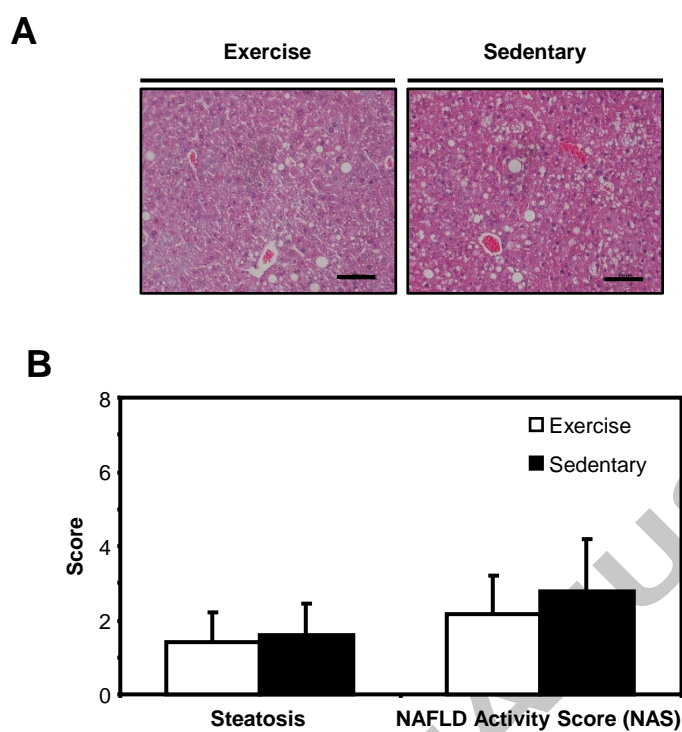 A
Exercise
Sedentary
B
8
6
4
2
0
Score
Exercise
Sedentary
Steatosis
NAFLD Activity Score (NAS)